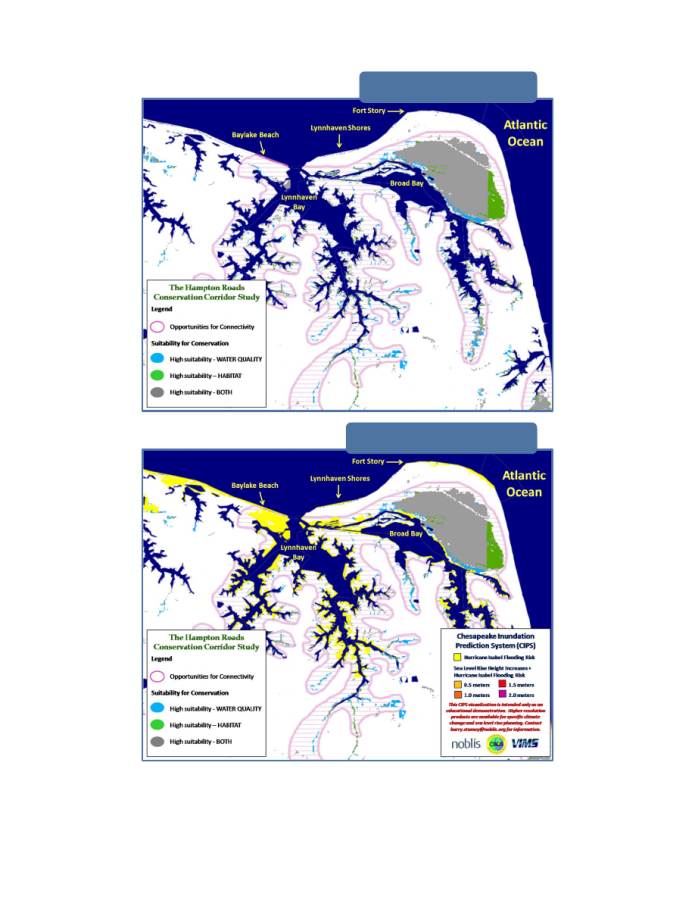 Fort Story
Atlantic
Ocean
Lynnhaven Shores
Baylake Beach
Broad Bay
Lynnhaven
Bay
The Hampton Roads
Conservation Corridor Study
Legend
Opportunities for Connectivity
Suitability for Conservation
High suitability - WATER QUALITY
High suitability – HABITAT
High suitability - BOTH
Fort Story
Atlantic
Ocean
Lynnhaven Shores
Baylake Beach
Broad Bay
Lynnhaven
Bay
The Hampton Roads
Conservation Corridor Study
Legend
Opportunities for Connectivity
Suitability for Conservation
High suitability - WATER QUALITY
High suitability – HABITAT
High suitability - BOTH
Chesapeake Inundation
Prediction System (CIPS)
Hurricane Isabel Flooding Risk
Sea Level Rise Height Increases +
Hurricane Isabel Flooding Risk
0.5 meters 1.5 meters
1.0 meters 2.0 meters
This CIPS visualization is intended only as an
educational demonstration. Higher resolution
products are available for specific climate
change and sea level rise planning. Contact
for information.
noblis VIMS